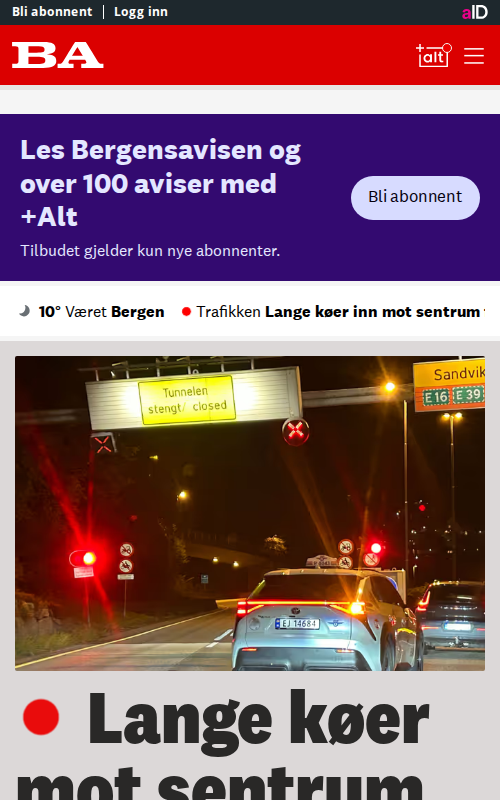 Bli abonnent | Logg inn
aID
BA
+alt
Les Bergensavisen og
over 100 aviser med
+Alt
Bli abonnent
Tilbudet gjelder kun nye abonnenter.
10° Været Bergen
Trafikken Lange køer inn mot sentrum
Tunnelen
stengt/closed
Sandvik
E 16 E 39
EJ 14684
Lange køer
mot sentrum